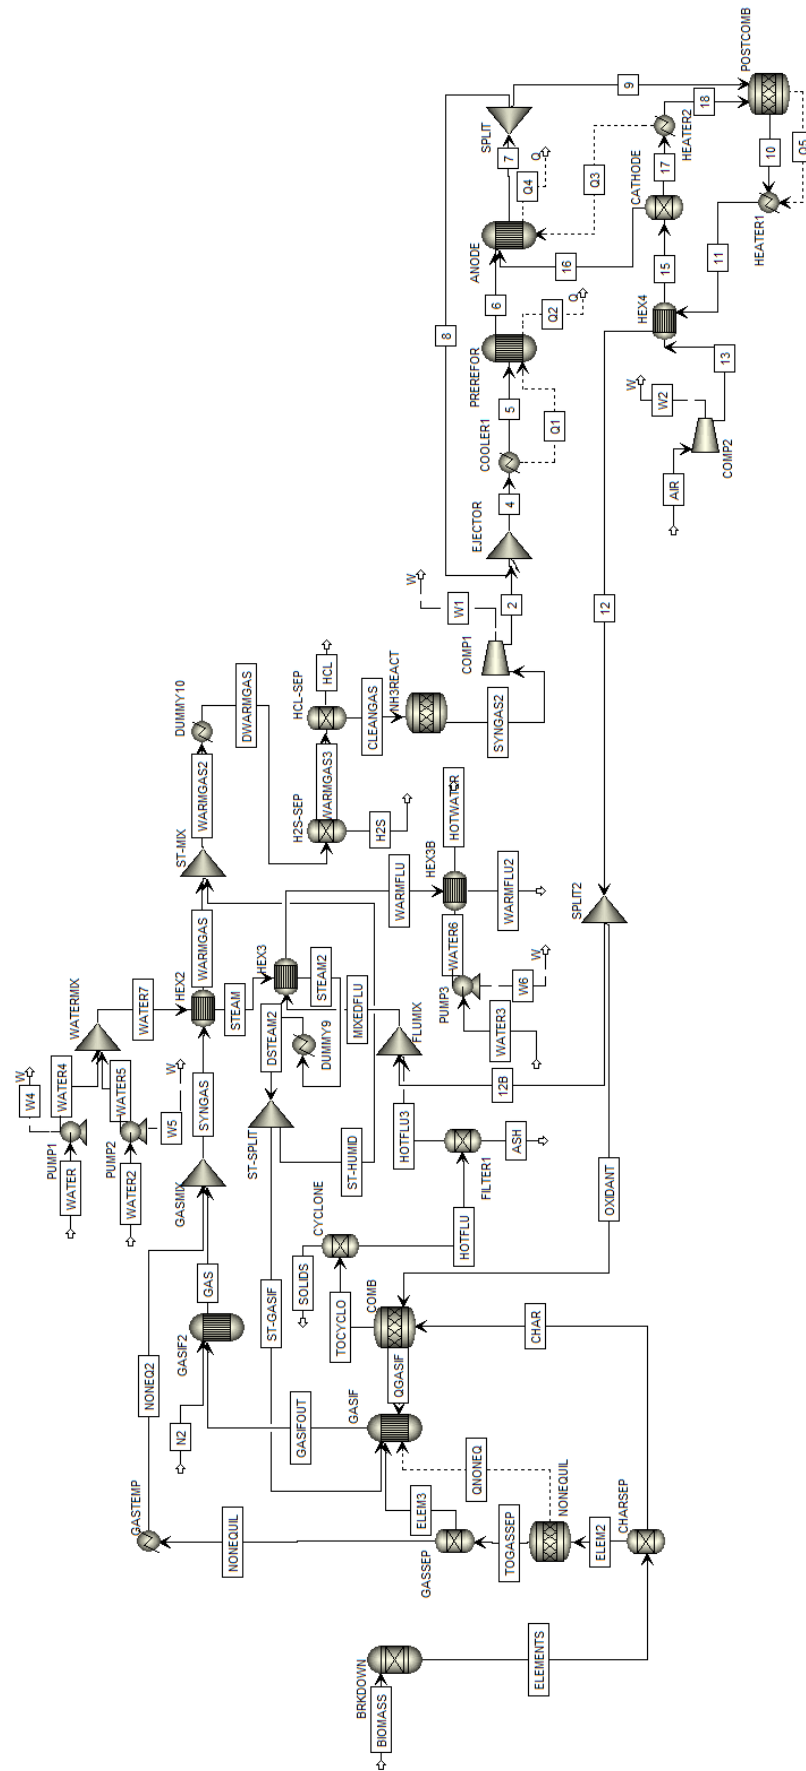 WATER
PUMP1
W4
W
WATER4
WATERMIX
WATER2
PUMP2
WATER5
W5
W
WATER7
GASTEMP
NONEQ2
N2
GASIF2
GAS
GASMIX
SYNGAS
HEX2
WARMGAS
ST-MIX
WARMGAS2
DUMMY10
NONEQUIL
STEAM
DWARMGAS
ST-GASIF
ST-SPLIT
DSTEAM2
HEX3
GASIFOUT
SOLIDS
CYCLONE
DUMMY9
STEAM2
H2S-SEP
WARMGAS3
HCL-SEP
HCL
TOCYCLO
ST-HUMID
MIXEDFLU
H2S
CLEANGAS
BRKDOWN
BIOMASS
GASIF
QGASIF
COMB
NH3REACT
GASSEP
ELEM3
HOTFLU3
FLUMIX
WARMFLU
HEX3B
HOTWATER
W
W1
8
QNONEQ
HOTFLU
FILTER1
ASH
PUMP3
WATER6
SYNGAS2
COMP1
TOGASSEP
NONEQUIL
WATER3
W6
W
WARMFLU2
2
EJECTOR
4
COOLER1
5
PREREFOR
6
ANODE
7
SPLIT
ELEM2
CHARSEP
CHAR
12B
Q1
Q2
Q
Q4
Q
ELEMENTS
OXIDANT
SPLIT2
12
16
Q3
9
AIR
COMP2
W2
W
13
HEX4
15
CATHODE
17
HEATER2
18
11
HEATER1
10
POSTCOMB
Q5